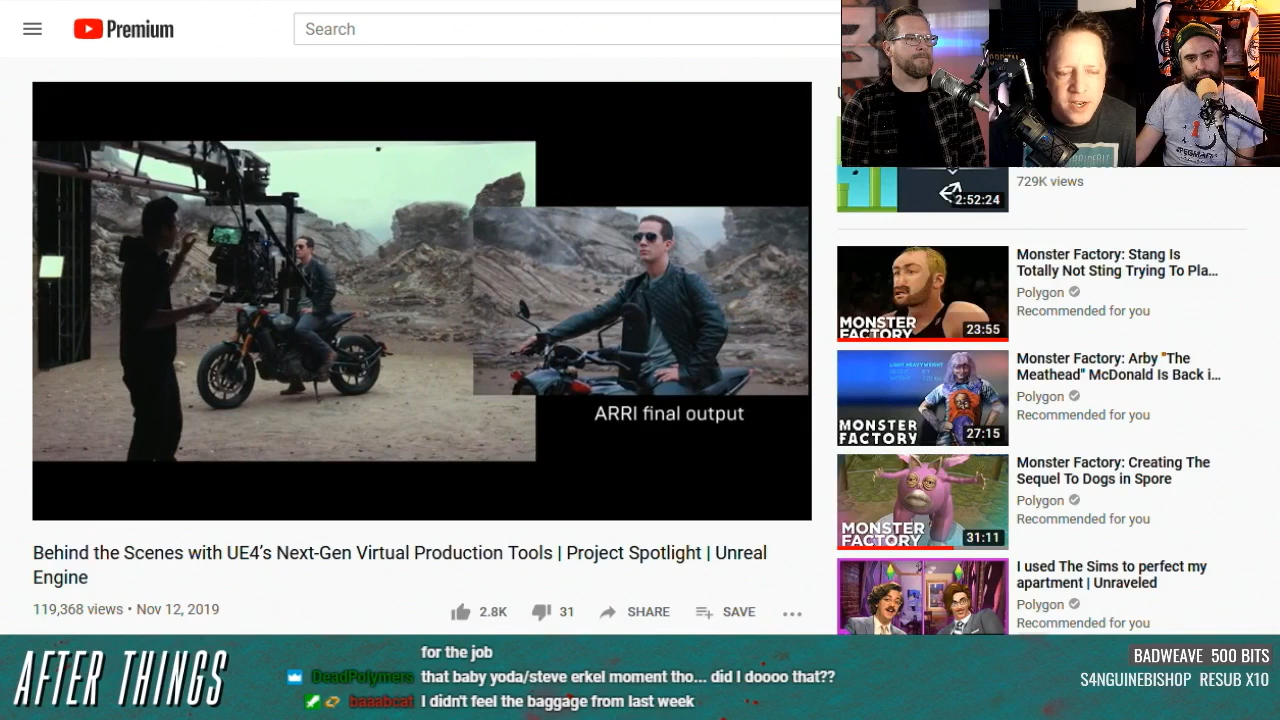 Premium
Search
ARRI final output
Behind the Scenes with UE4's Next-Gen Virtual Production Tools | Project Spotlight | Unreal
Engine
119,368 views • Nov 12, 2019
2.8K
31
SHARE
SAVE
729K views
2:52:24
MONSTER
FACTORY
23:55
Monster Factory: Stang Is
Totally Not Sting Trying To Pla...
Polygon
Recommended for you
MONSTER
FACTORY
27:15
Monster Factory: Arby "The
Meathead" McDonald Is Back i...
Polygon
Recommended for you
MONSTER
FACTORY
31:11
Monster Factory: Creating The
Sequel To Dogs in Spore
Polygon
Recommended for you
I used The Sims to perfect my
apartment | Unraveled
Polygon
Recommended for you
AFTER THINGS
for the job
DeadPolymers that baby yoda/steve erkel moment tho... did I doooo that??
baaabcat I didn't feel the baggage from last week
BADWEAVE 500 BITS
S4NGUINEBISHOP RESUB X10